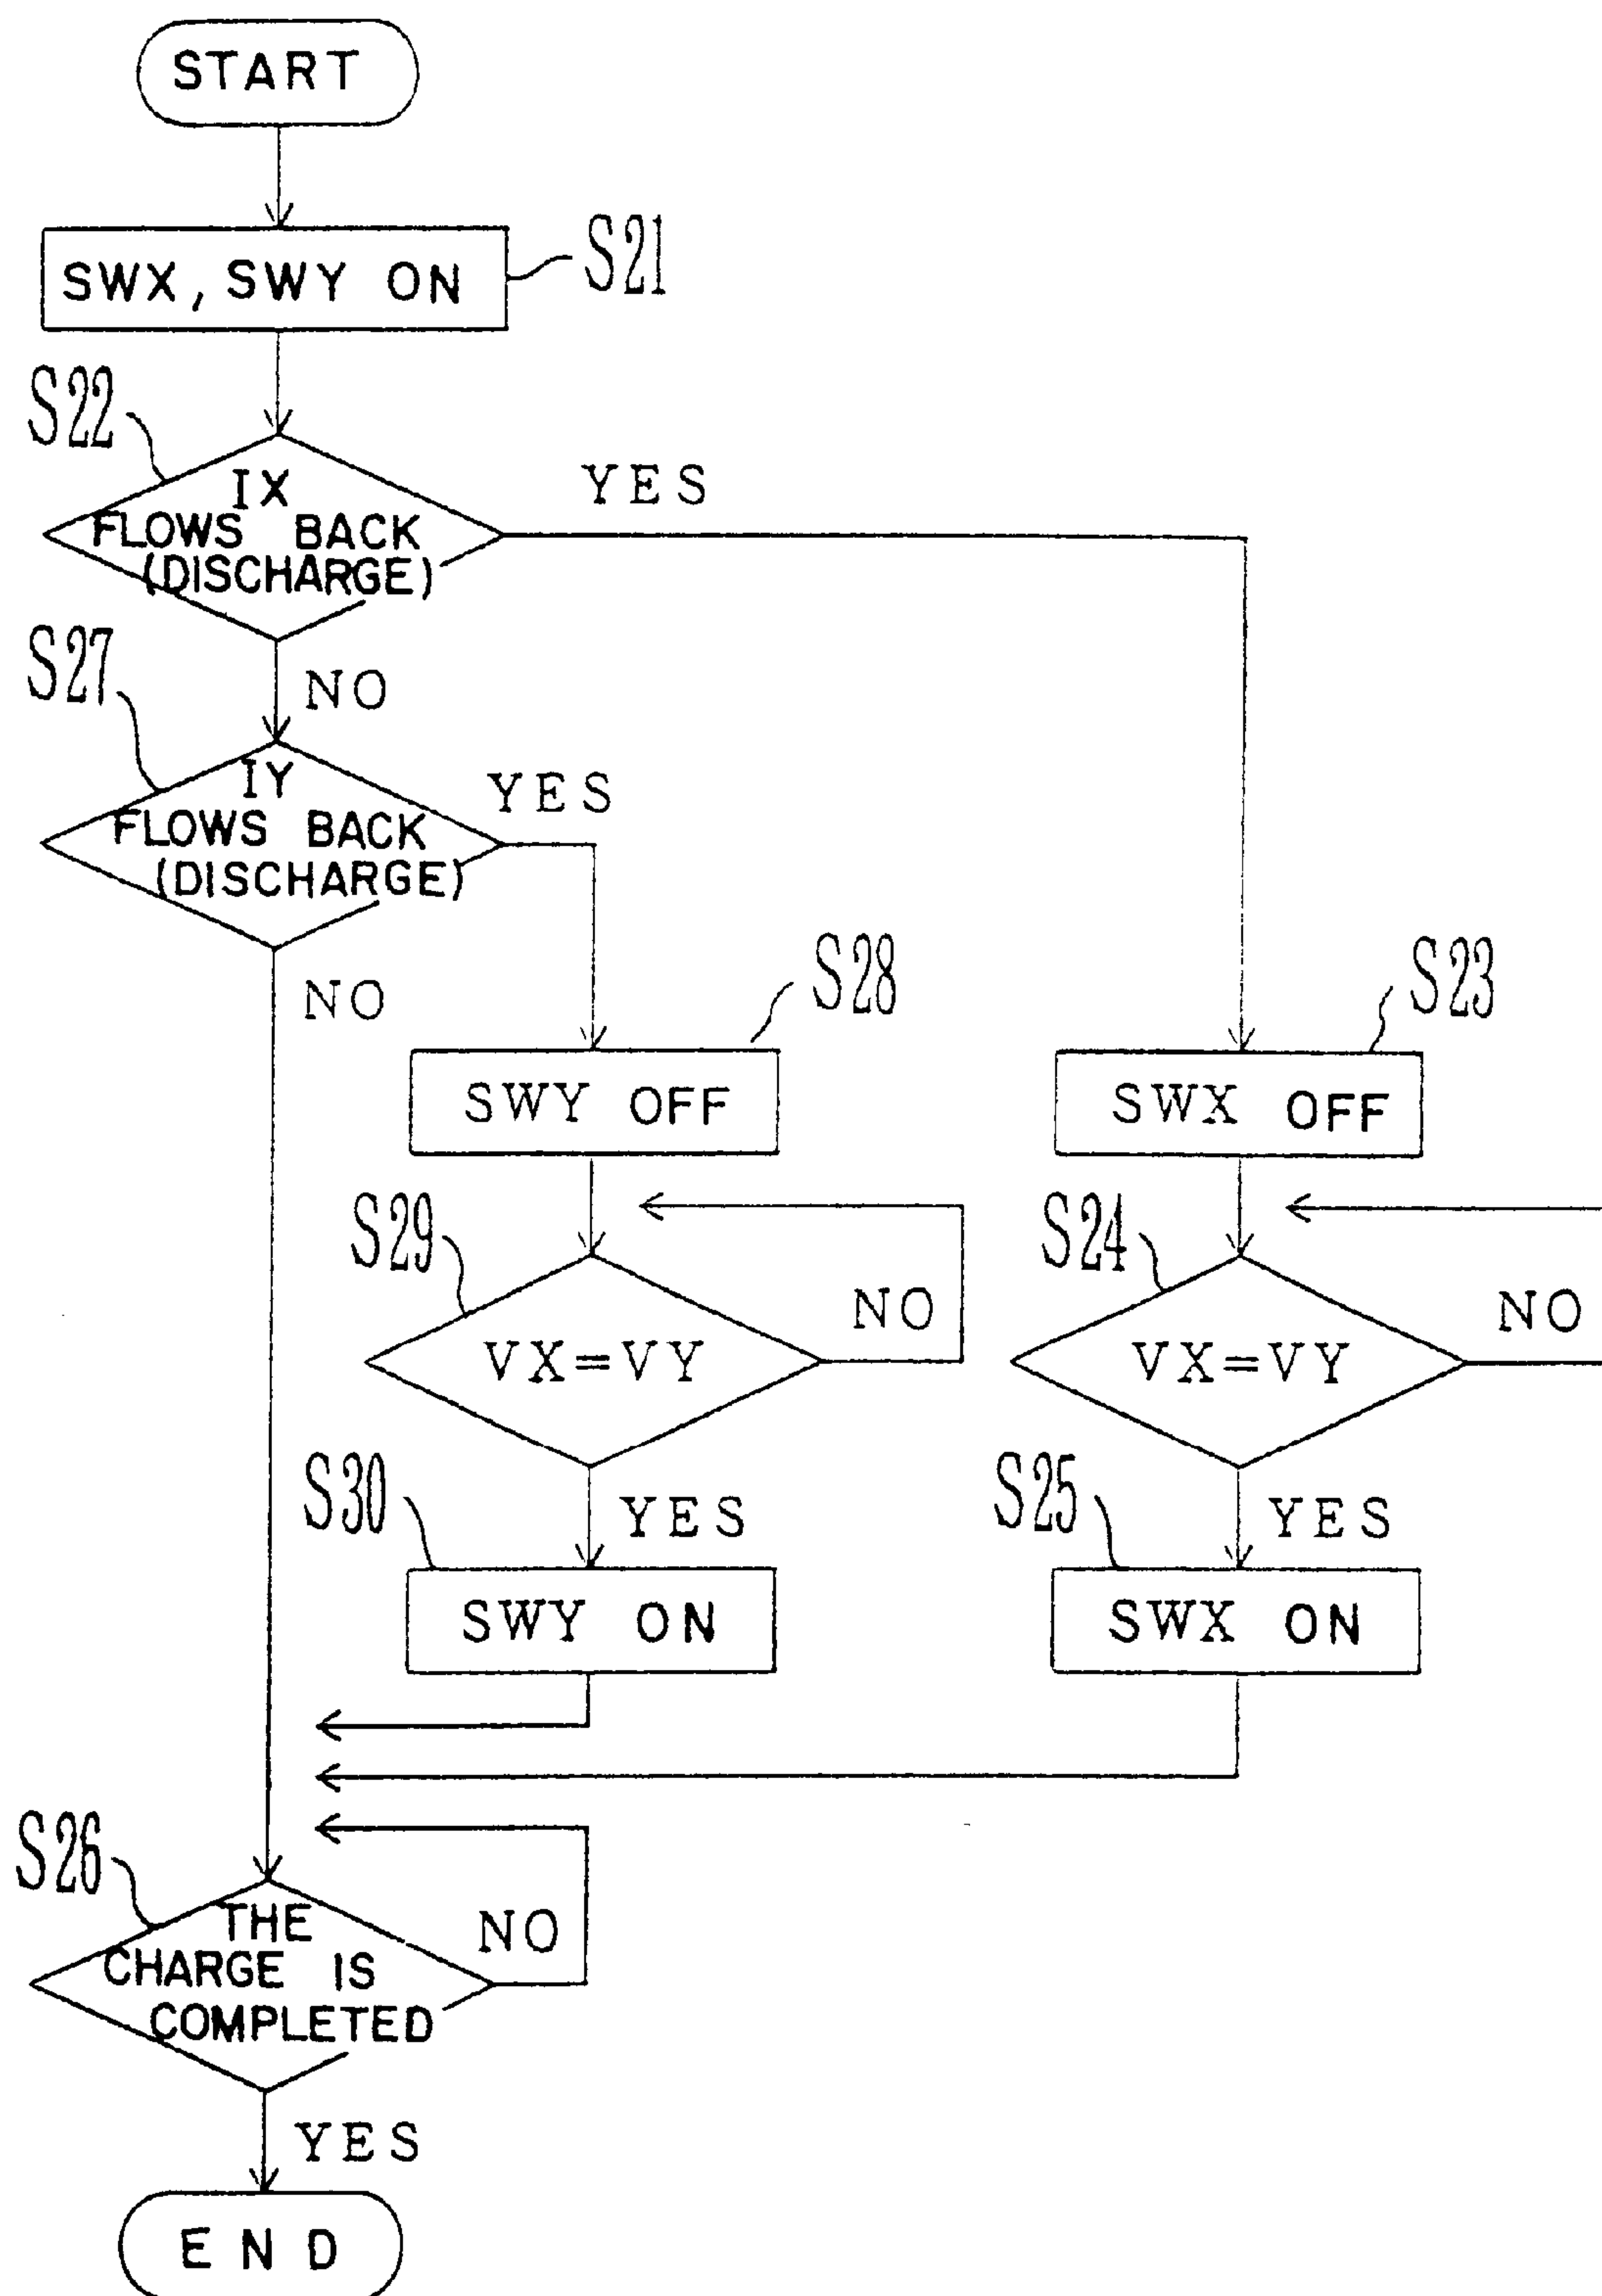 START
SWX, SWY ON
S21
S22
IX
FLOWS BACK
(DISCHARGE)
YES
NO
S27
IY
FLOWS BACK
(DISCHARGE)
YES
NO
S28
SWY OFF
S23
SWX OFF
S29
VX=VY
NO
S24
VX=VY
NO
YES
YES
S30
SWY ON
S25
SWX ON
S26
THE
CHARGE IS
COMPLETED
NO
YES
END